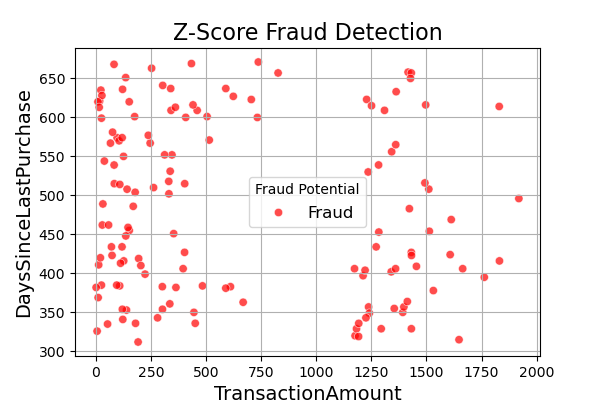 Z-Score Fraud Detection
DaysSinceLastPurchase
650
600
550
500
450
400
350
300
Fraud Potential
Fraud
0 250 500 750 1000 1250 1500 1750 2000
TransactionAmount